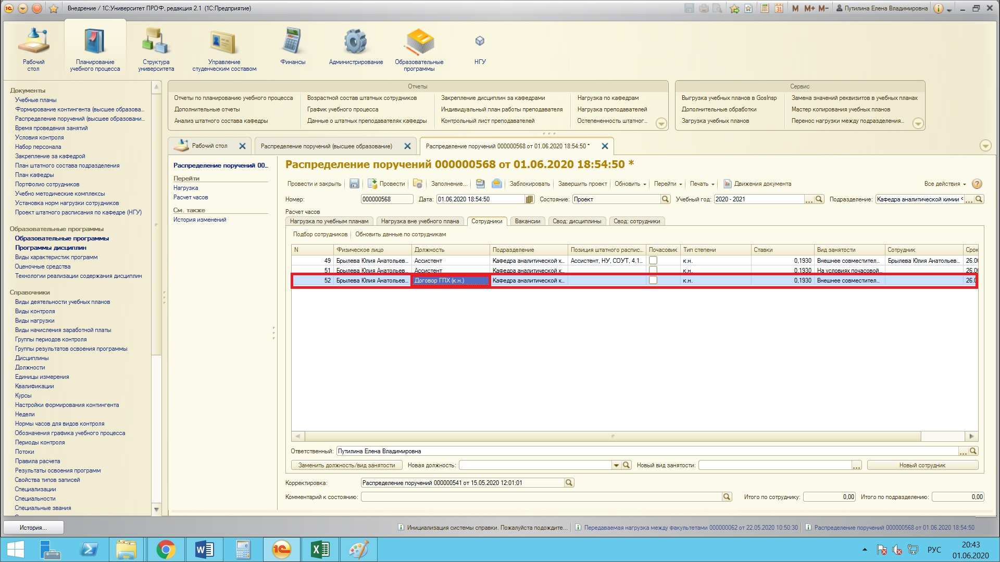 Внедрение / 1С:Университет ПРОФ, редакция 2.1 (1С:Предприятие)
M M+ M- Путилина Елена Владимировна
Рабочий стол
Планирование учебного процесса
Структура университета
Управление студенческим составом
Финансы
Администрирование
Образовательные программы
НГУ
Документы
Учебные планы
Формирование контингента (высшее образова...
Распределение поручений (высшее образовани...
Время проведения занятий
Условия контроля
Набор персонала
Закрепление за кафедрой
План штатного состава подразделения
План кафедры
Портфолио сотрудников
Учебно методические комплексы
Установка норм нагрузки сотрудников
Проект штатного расписания по кафедре (НГУ)
Образовательные программы
Образовательные программы
Программы дисциплин
Виды характеристик программ
Оценочные средства
Технологии реализации содержания дисциплин
Справочники
Виды деятельности учебных планов
Виды контроля
Виды нагрузки
Виды начисления заработной платы
Группы периодов контроля
Группы результатов освоения программы
Дисциплины
Должности
Единицы измерения
Квалификации
Курсы
Настройки формирования контингента
Недели
Нормы часов для видов контроля
Обозначения графика учебного процесса
Периоды контроля
Потоки
Правила расчета
Результаты освоения программ
Свойства типов записей
Специализации
Специальности
Специальные звания
Отчеты
Отчеты по планированию учебного процесса
Дополнительные отчеты
Анализ штатного состава кафедры
Возрастной состав штатных сотрудников
График учебного процесса
Данные о штатных преподавателях кафедры
Закрепление дисциплин за кафедрами
Индивидуальный план работы преподавателя
Контрольный лист преподавателей
Нагрузка по кафедрам
Нагрузка преподавателей
Остепененность штатног...
Сервис
Выгрузка учебных планов в GosInsp
Дополнительные обработки
Загрузка учебных планов
Замена значений реквизитов в учебных планах
Мастер копирования учебных планов
Перенос нагрузки между подразделения...
Рабочий стол
Распределение поручений (высшее образование)
Распределение поручений 000000568 от 01.06.2020 18:54:50 *
Распределение поручений 00...
Перейти
Нагрузка
Расчет часов
См. также
История изменений
Распределение поручений 000000568 от 01.06.2020 18:54:50 *
Провести и закрыть Провести Заполнение... Заблокировать Завершить проект Обновить Перейти Печать Движения документа Все действия
Номер: 000000568 Дата: 01.06.2020 18:54:50 Состояние: Проект Учебный год: 2020 - 2021 Подразделение: Кафедра аналитической химии
Расчет часов
Нагрузка по учебным планам Нагрузка вне учебного плана Сотрудники Вакансии Свод: дисциплины Свод: сотрудники
Подбор сотрудников Обновить данные по сотрудникам
N Физическое лицо Должность Подразделение Позиция штатного распис... Почасовик Тип степени Ставки Вид занятости Сотрудник Срок
49 Брылева Юлия Анатольев... Ассистент Кафедра аналитической х... Ассистент, НУ, СОУТ, 4.1... к.н. 0,1930 Внешнее совместител... Брылева Юлия Анатольев... 26.0
51 Брылева Юлия Анатольев... Ассистент Кафедра аналитической х... к.н. 0,1930 На условиях почасовой... 26.0
52 Брылева Юлия Анатольев... Договор ГПХ (к.н.) Кафедра аналитической х... к.н. 0,1930 Внешнее совместител... 26.0
Ответственный: Путилина Елена Владимировна
Заменить должность/вид занятости Новая должность: Новый вид занятости: Новый сотрудник
Корректировка: Распределение поручений 000000541 от 15.05.2020 12:01:01
Комментарий к состоянию: Итого по сотруднику: 0,00 Итого по подразделению: 0,00
История... Инициализация системы справки. Пожалуйста подождите... Передаваемая нагрузка между факультетами 000000062 от 22.05.2020 10:50:30 Распределение поручений 000000568 от 01.06.2020 18:54:50
РУС
20:43
01.06.2020